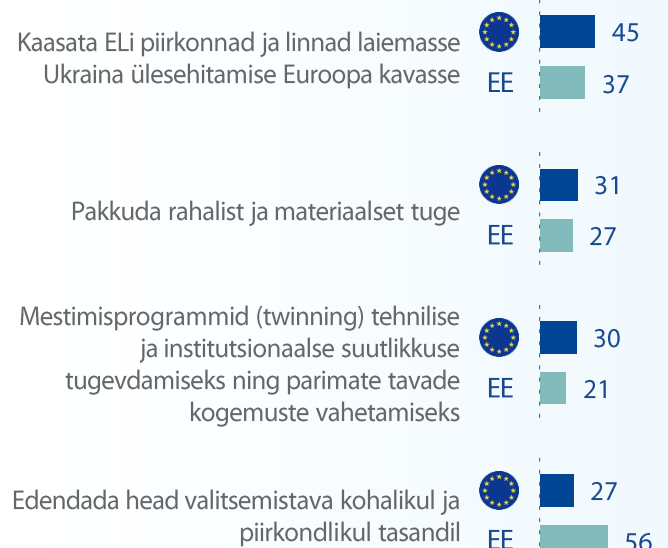 Kaasata ELi piirkonnad ja linnad laiemasse
Ukraina ülesehitamise Euroopa kavasse
45
EE
37
Pakkuda rahalist ja materiaalset tuge
31
EE
27
Mestimisprogrammid (twinning) tehnilise
ja institutsionaalse suutlikkuse
tugevdamiseks ning parimate tavade
kogemuste vahetamiseks
30
EE
21
Edendada head valitsemistava kohalikul ja
piirkondlikul tasandil
27
EE
56